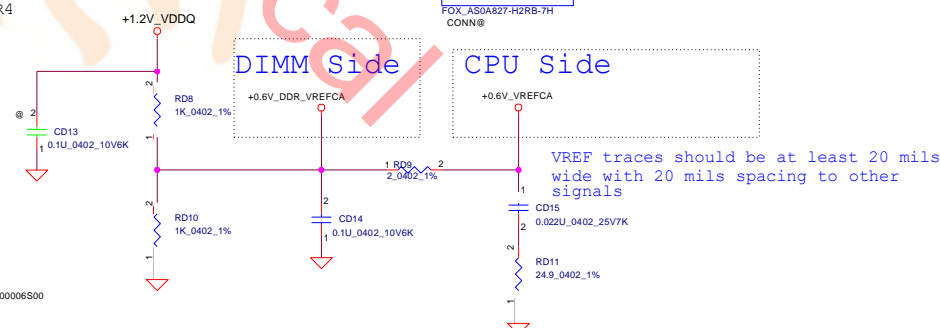 R4
+1.2V_VDDQ
FOX_AS0A827-H2RB-7H
CONN@
DIMM Side
CPU Side
+0.6V_DDR_VREFCA
+0.6V_VREFCA
2
RD8
1K_0402_1%
1
@
2
CD13
1
0.1U_0402_10V6K
1
RD9
2
2_0402_1%
VREF traces should be at least 20 mils
wide with 20 mils spacing to other
signals
2
RD10
1K_0402_1%
1
2
CD14
1
0.1U_0402_10V6K
1
CD15
0.022U_0402_25V7K
2
2
RD11
24.9_0402_1%
1
00006S00
cal